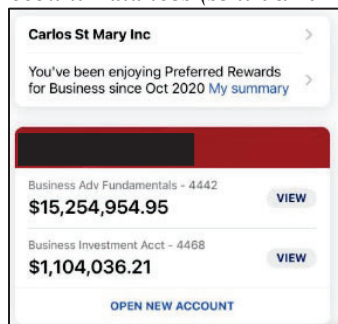 Carlos St Mary Inc
You've been enjoying Preferred Rewards
for Business since Oct 2020 My summary
Business Adv Fundamentals - 4442
$15,254,954.95
VIEW
Business Investment Acct - 4468
$1,104,036.21
VIEW
OPEN NEW ACCOUNT